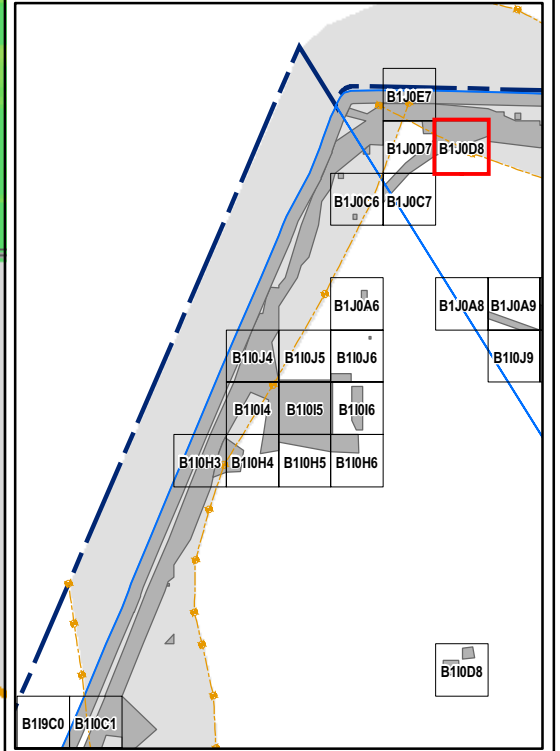 B1J0E7
B1J0D7 B1J0D8
B1J0C6 B1J0C7
B1J0A6 B1J0A8 B1J0A9
B1I0J4 B1I0J5 B1I0J6 B1I0J9
B1I0I4 B1I0I5 B1I0I6
B1I0H3 B1I0H4 B1I0H5 B1I0H6
B1I0D8
B1I9C0 B1I0C1